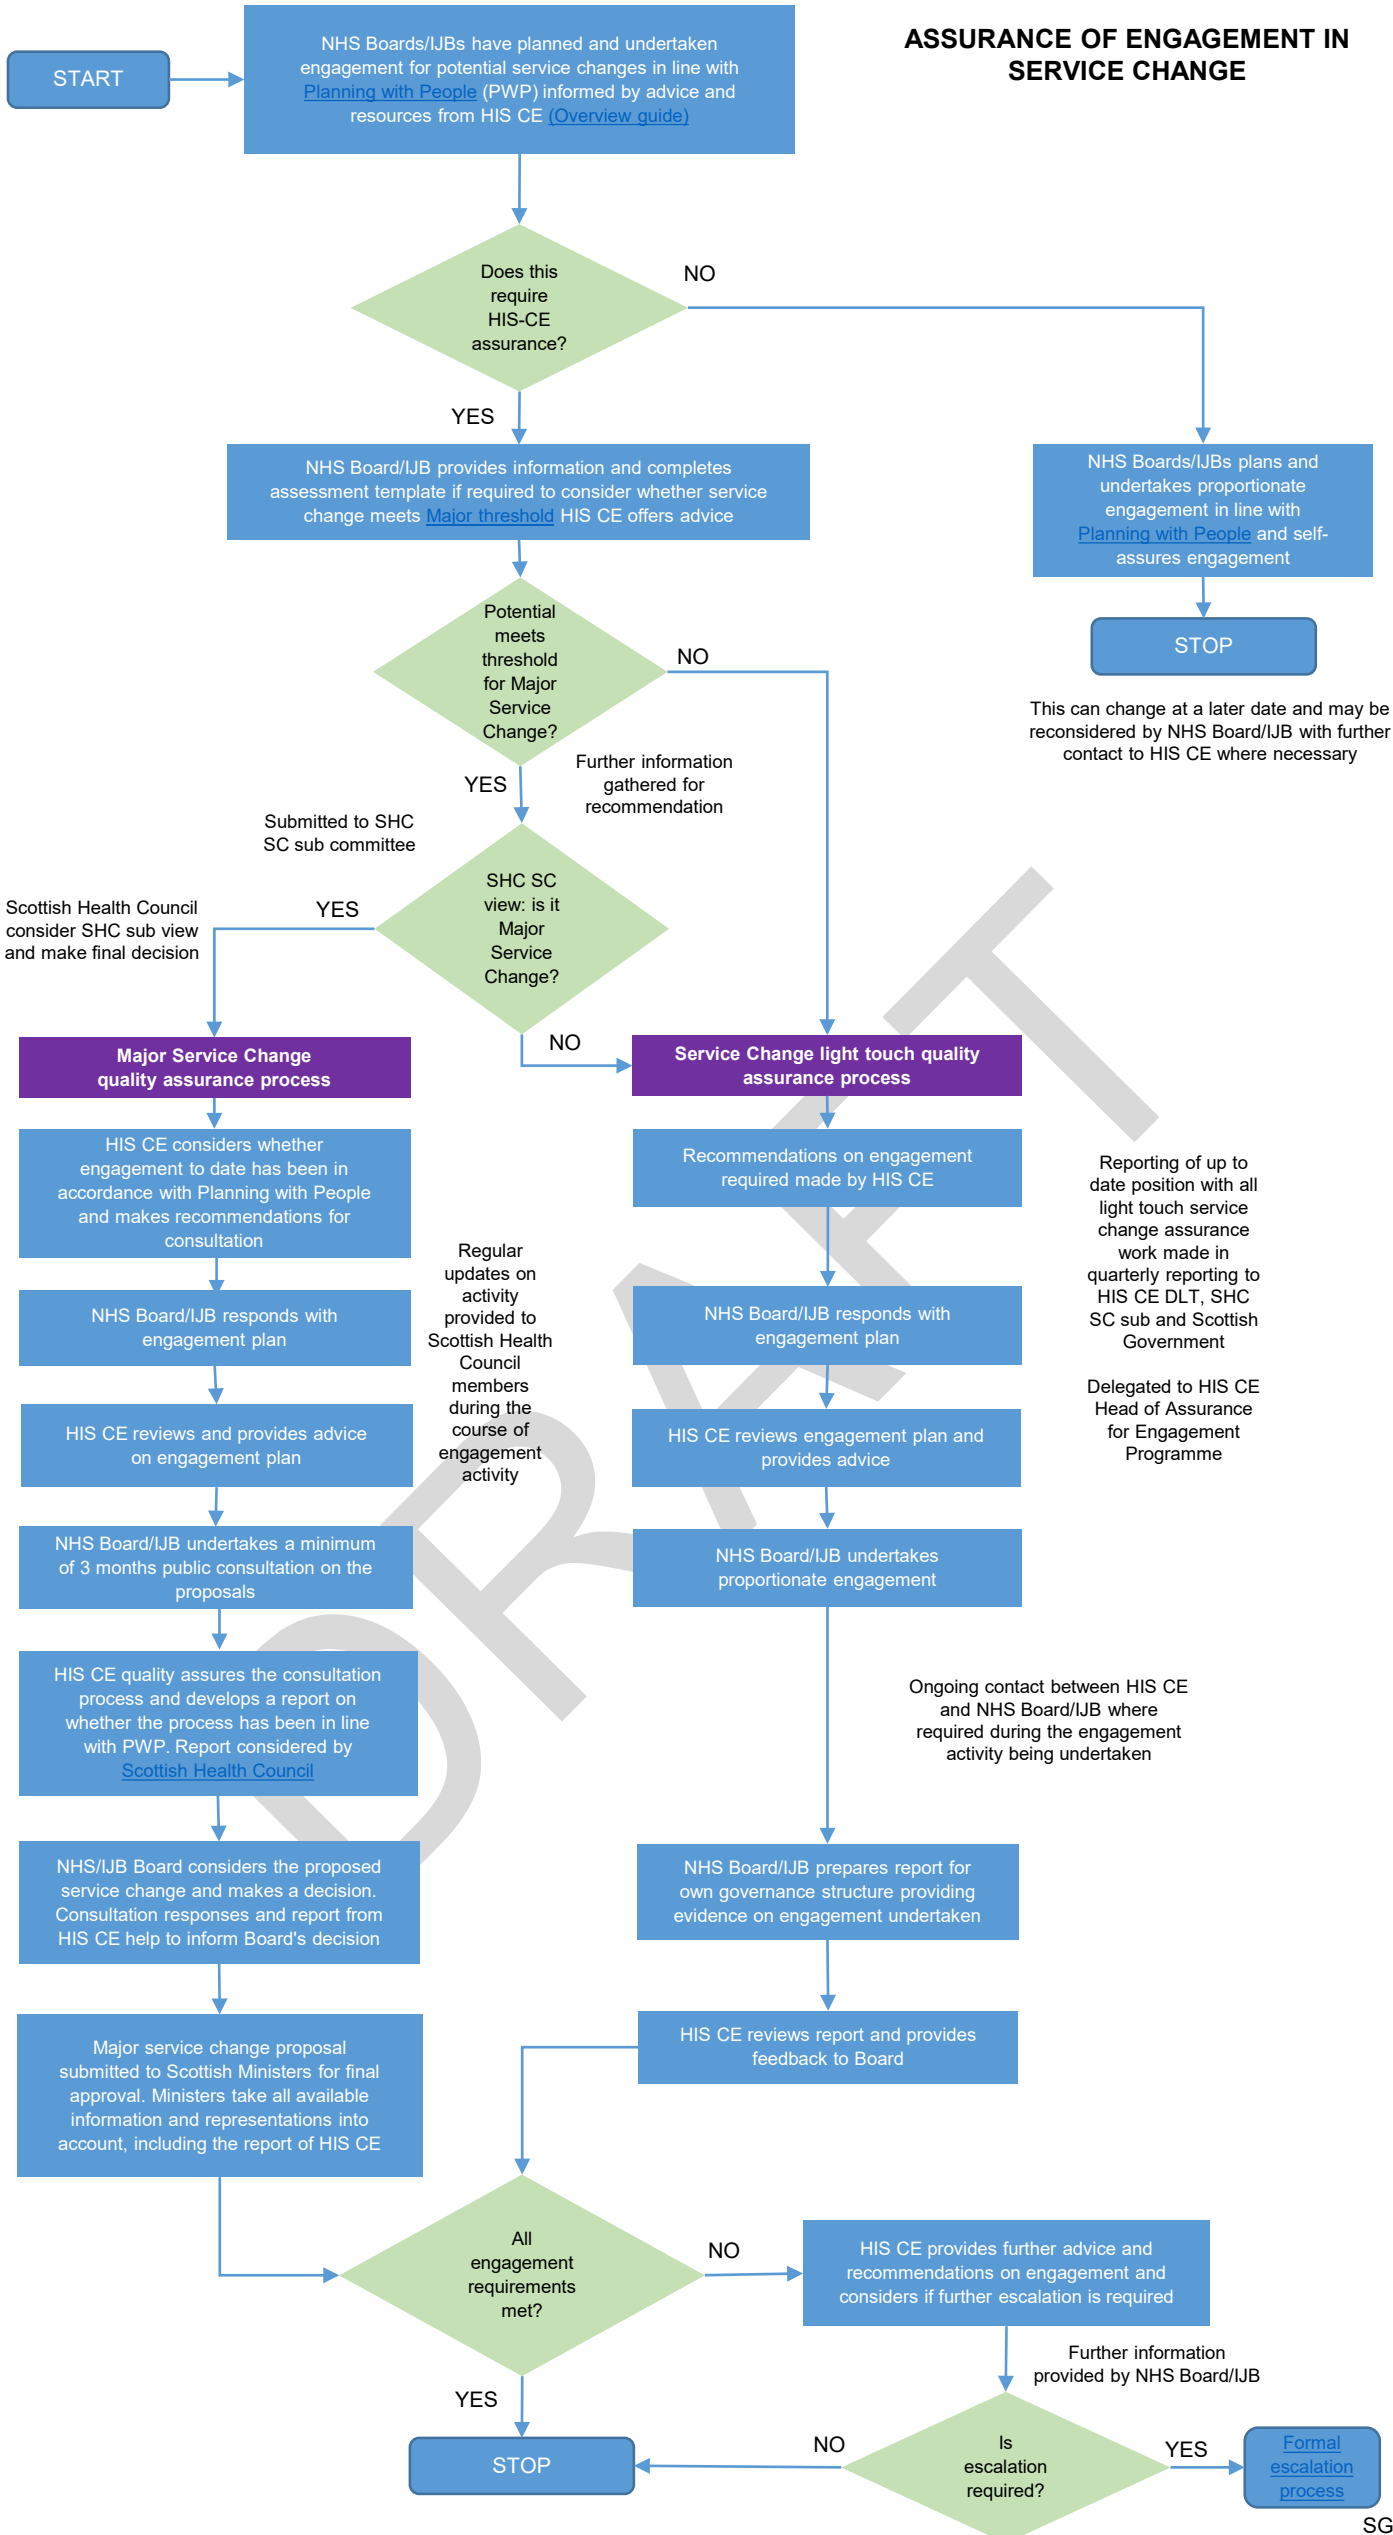 ASSURANCE OF ENGAGEMENT IN
SERVICE CHANGE
START
NHS Boards/IJBs have planned and undertaken
engagement for potential service changes in line with
Planning with People (PWP) informed by advice and
resources from HIS CE (Overview guide)
Does this
require
HIS-CE
assurance?
NO
YES
NHS Board/IJB provides information and completes
assessment template if required to consider whether service
change meets Major threshold HIS CE offers advice
NHS Boards/IJBs plans and
undertakes proportionate
engagement in line with
Planning with People and self-
assures engagement
STOP
This can change at a later date and may be
reconsidered by NHS Board/IJB with further
contact to HIS CE where necessary
Potential
meets
threshold
for Major
Service
Change?
NO
YES
Further information
gathered for
recommendation
Submitted to SHC
SC sub committee
SHC SC
view: is it
Major
Service
Change?
YES
Scottish Health Council
consider SHC sub view
and make final decision
NO
Major Service Change
quality assurance process
HIS CE considers whether
engagement to date has been in
accordance with Planning with People
and makes recommendations for
consultation
NHS Board/IJB responds with
engagement plan
HIS CE reviews and provides advice
on engagement plan
NHS Board/IJB undertakes a minimum
of 3 months public consultation on the
proposals
HIS CE quality assures the consultation
process and develops a report on
whether the process has been in line
with PWP. Report considered by
Scottish Health Council
NHS/IJB Board considers the proposed
service change and makes a decision.
Consultation responses and report from
HIS CE help to inform Board's decision
Major service change proposal
submitted to Scottish Ministers for final
approval. Ministers take all available
information and representations into
account, including the report of HIS CE
Regular
updates on
activity
provided to
Scottish Health
Council
members
during the
course of
engagement
activity
Service Change light touch quality
assurance process
Recommendations on engagement
required made by HIS CE
NHS Board/IJB responds with
engagement plan
HIS CE reviews engagement plan and
provides advice
NHS Board/IJB undertakes
proportionate engagement
NHS Board/IJB prepares report for
own governance structure providing
evidence on engagement undertaken
HIS CE reviews report and provides
feedback to Board
Reporting of up to
date position with all
light touch service
change assurance
work made in
quarterly reporting to
HIS CE DLT, SHC
SC sub and Scottish
Government
Delegated to HIS CE
Head of Assurance
for Engagement
Programme
Ongoing contact between HIS CE
and NHS Board/IJB where
required during the engagement
activity being undertaken
All
engagement
requirements
met?
NO
YES
HIS CE provides further advice and
recommendations on engagement and
considers if further escalation is required
Further information
provided by NHS Board/IJB
Is
escalation
required?
NO
YES
STOP
Formal
escalation
process
SG
DRAFT